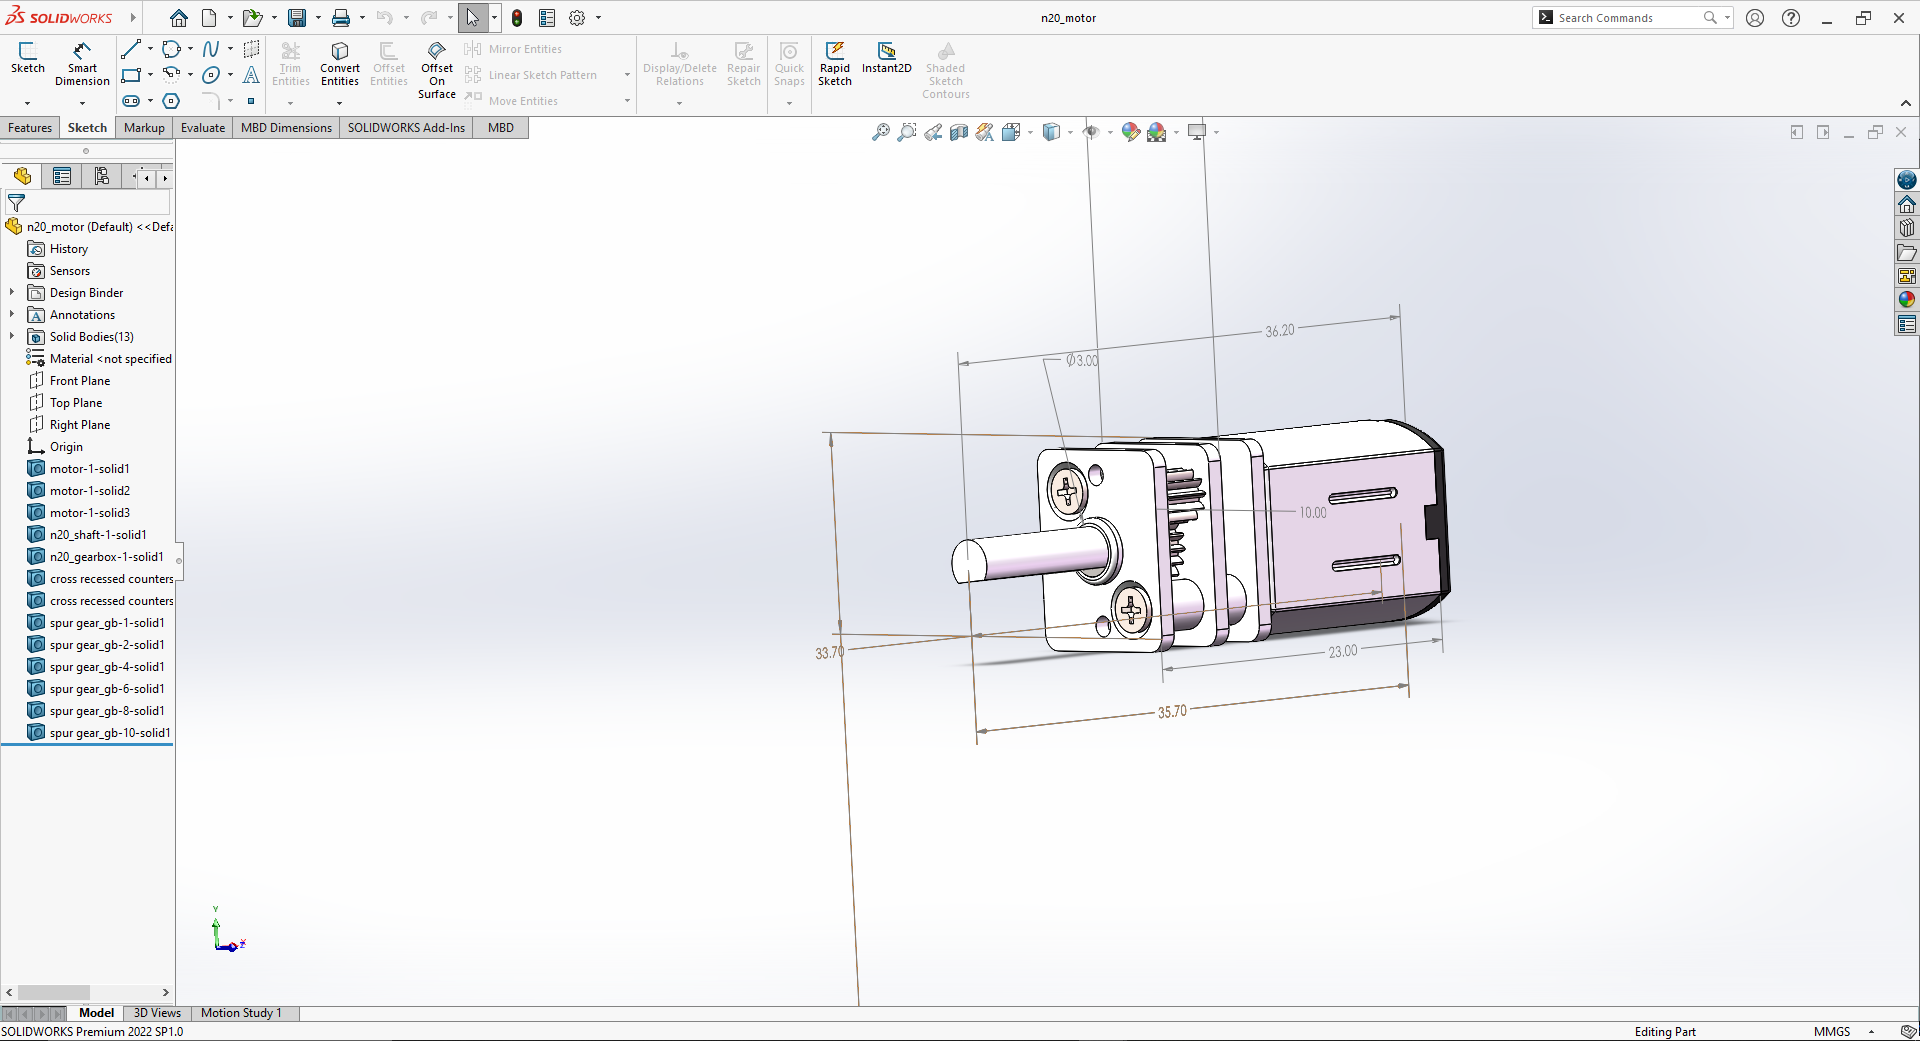 SOLIDWORKS
n20_motor
Search Commands
Sketch
Smart Dimension
Trim Entities
Convert Entities
Offset Entities
Offset On Surface
Mirror Entities
Linear Sketch Pattern
Move Entities
Display/Delete Relations
Repair Sketch
Quick Snaps
Rapid Sketch
Instant2D
Shaded Sketch Contours
Features
Sketch
Markup
Evaluate
MBD Dimensions
SOLIDWORKS Add-Ins
MBD
n20_motor (Default) <<Defa
History
Sensors
Design Binder
Annotations
Solid Bodies(13)
Material <not specified
Front Plane
Top Plane
Right Plane
Origin
motor-1-solid1
motor-1-solid2
motor-1-solid3
n20_shaft-1-solid1
n20_gearbox-1-solid1
cross recessed counters
cross recessed counters
spur gear_gb-1-solid1
spur gear_gb-2-solid1
spur gear_gb-4-solid1
spur gear_gb-6-solid1
spur gear_gb-8-solid1
spur gear_gb-10-solid1
36.20
Ø3.00
10.00
33.70
23.00
35.70
Y
Z
Model
3D Views
Motion Study 1
SOLIDWORKS Premium 2022 SP1.0
Editing Part
MMGS